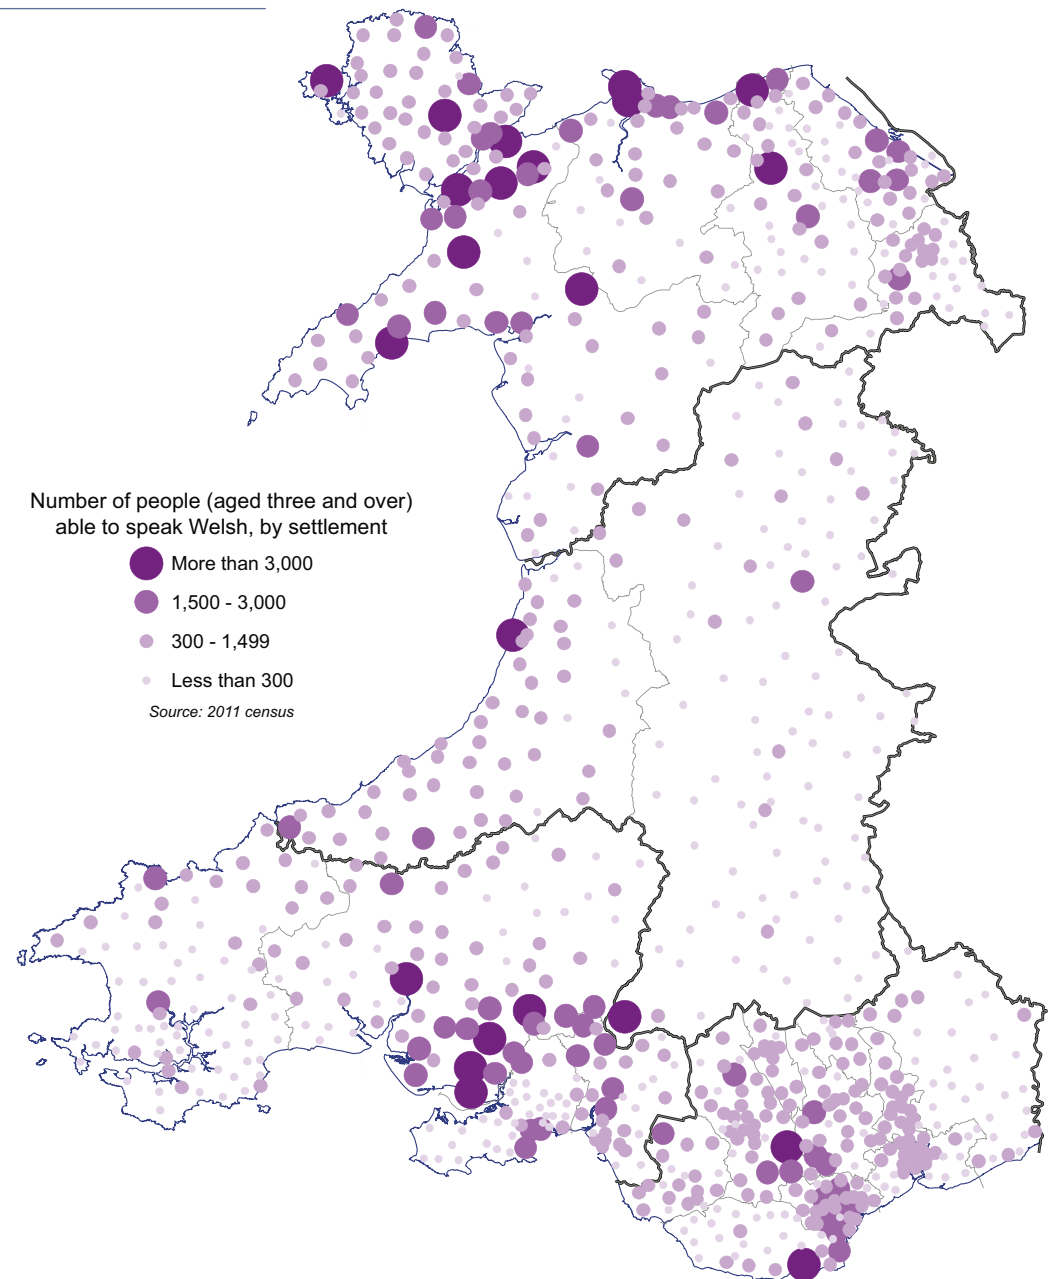 Number of people (aged three and over)
able to speak Welsh, by settlement
More than 3,000
1,500 - 3,000
300 - 1,499
Less than 300
Source: 2011 census